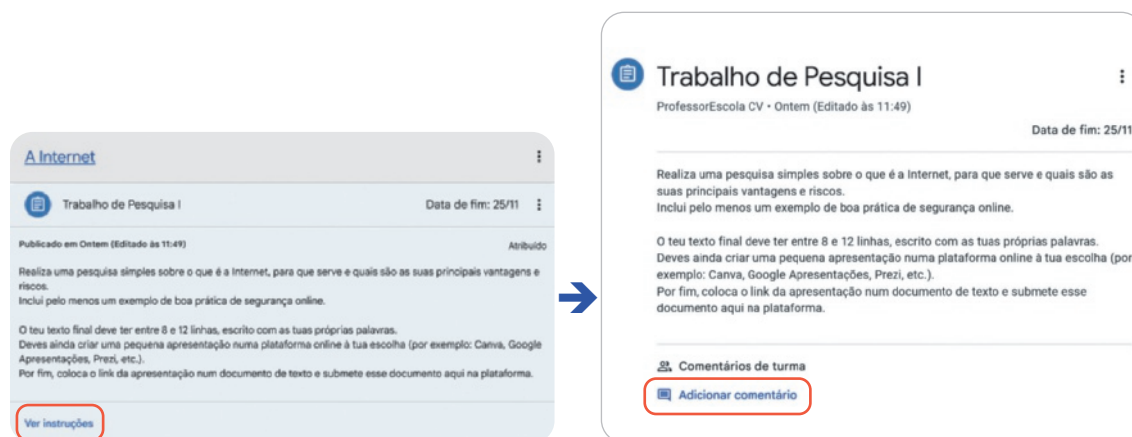 A Internet
Trabalho de Pesquisa I
Data de fim: 25/11
Publicado em Ontem (Editado às 11:49)
Atribuído
Realiza uma pesquisa simples sobre o que é a Internet, para que serve e quais são as suas principais vantagens e
riscos.
Inclui pelo menos um exemplo de boa prática de segurança online.
O teu texto final deve ter entre 8 e 12 linhas, escrito com as tuas próprias palavras.
Deves ainda criar uma pequena apresentação numa plataforma online à tua escolha (por exemplo: Canva, Google
Apresentações, Prezi, etc.).
Por fim, coloca o link da apresentação num documento de texto e submete esse documento aqui na plataforma.
Ver instruções
Trabalho de Pesquisa I
ProfessorEscola CV • Ontem (Editado às 11:49)
Data de fim: 25/11
Realiza uma pesquisa simples sobre o que é a Internet, para que serve e quais são as
suas principais vantagens e riscos.
Inclui pelo menos um exemplo de boa prática de segurança online.
O teu texto final deve ter entre 8 e 12 linhas, escrito com as tuas próprias palavras.
Deves ainda criar uma pequena apresentação numa plataforma online à tua escolha (por
exemplo: Canva, Google Apresentações, Prezi, etc.).
Por fim, coloca o link da apresentação num documento de texto e submete esse
documento aqui na plataforma.
Comentários de turma
Adicionar comentário